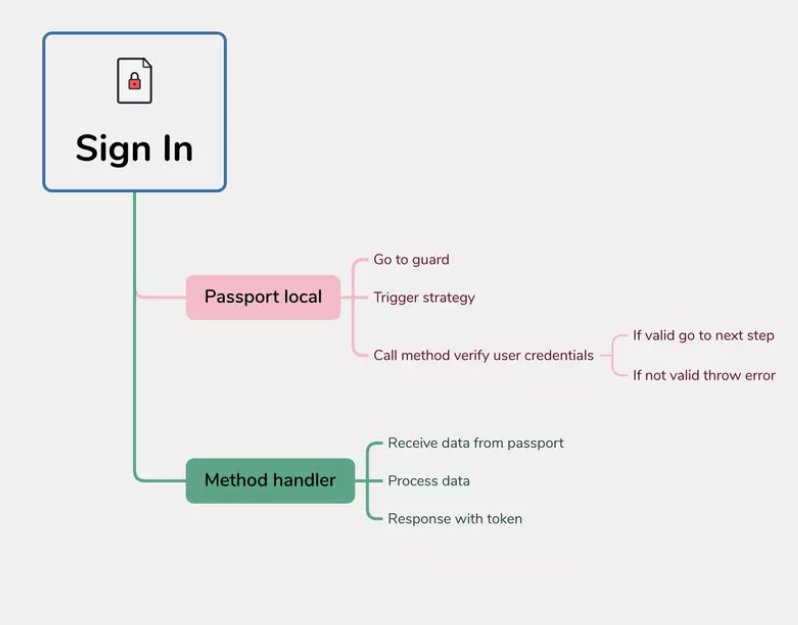 Sign In
Go to guard
Passport local
Trigger strategy
Call method verify user credentials
If valid go to next step
If not valid throw error
Receive data from passport
Method handler
Process data
Response with token